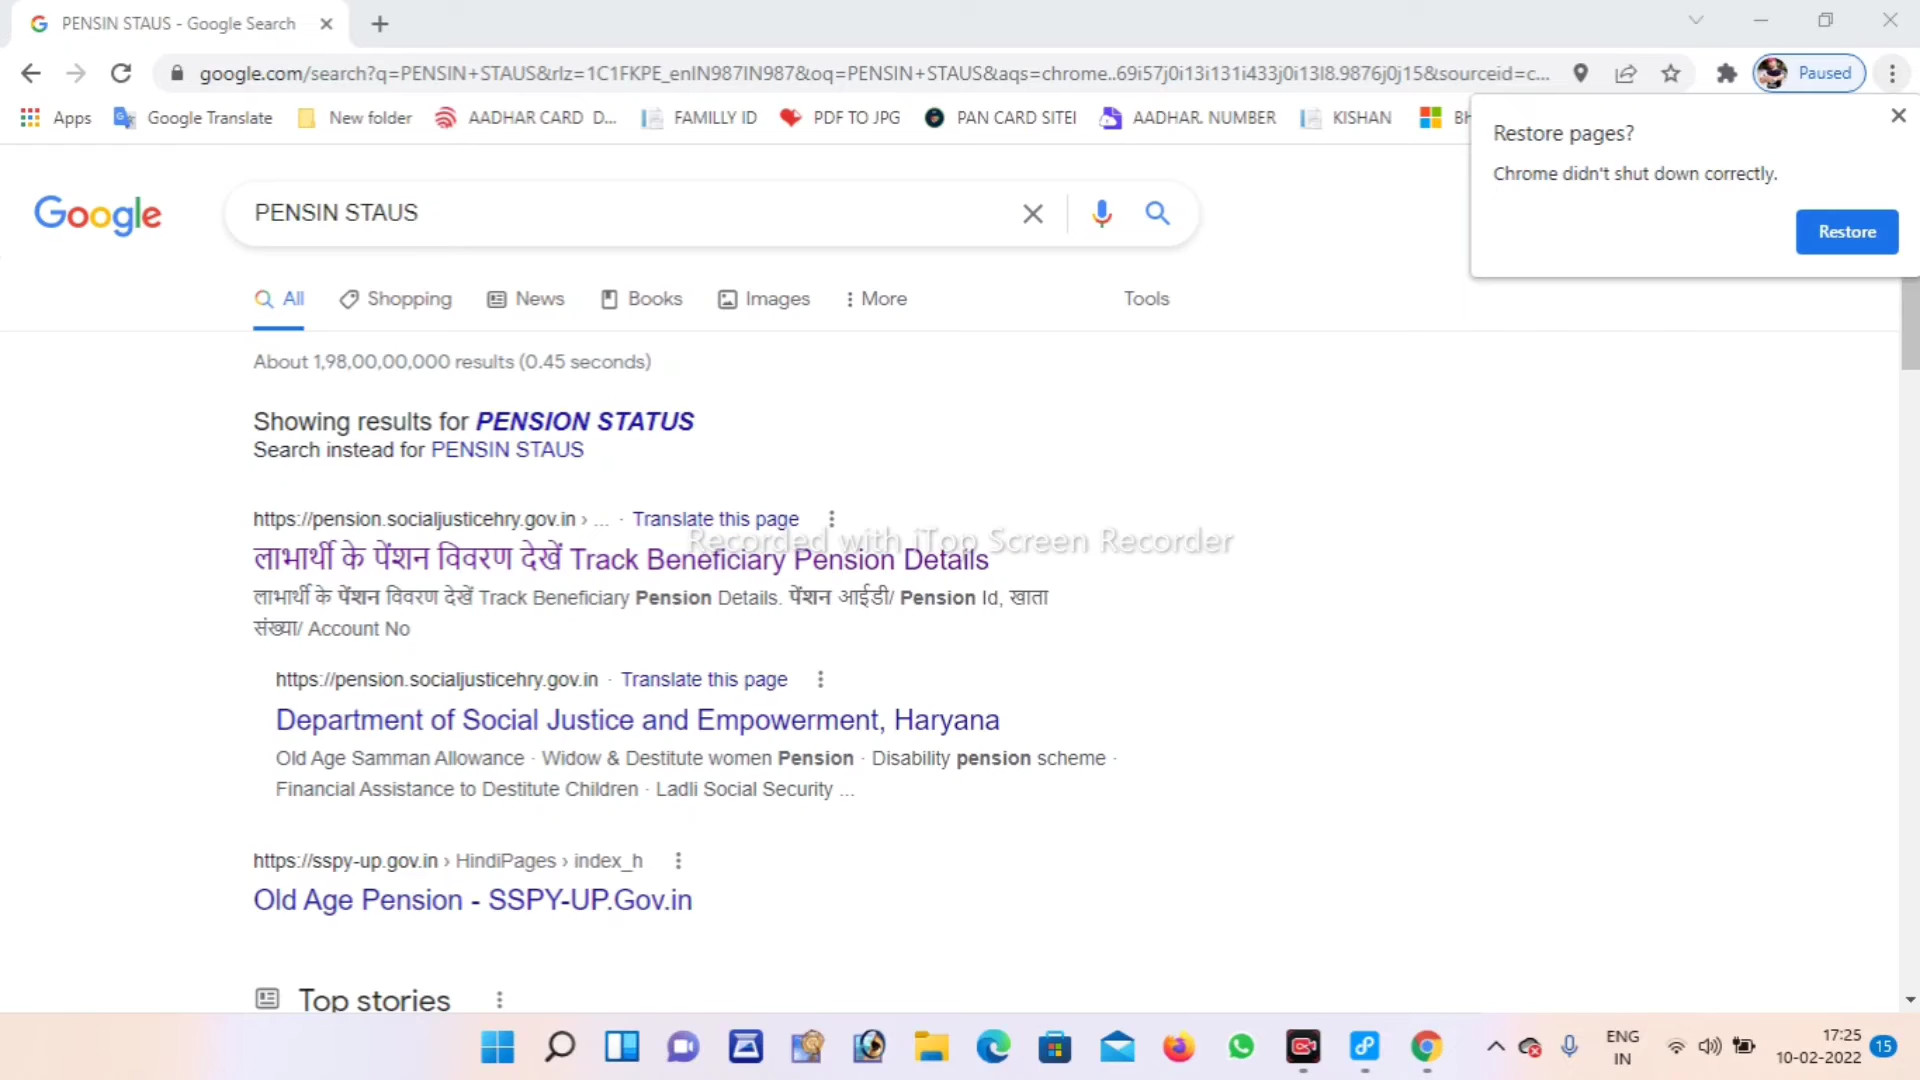 PENSIN STAUS - Google Search
google.com/search?q=PENSIN+STAUS&rlz=1C1FKPE_enIN987IN987&oq=PENSIN+STAUS&aqs=chrome..69i57j0i13i131i433j0i13l8.9876j0j15&sourceid=c...
Paused
Apps Google Translate New folder AADHAR CARD D... FAMILLY ID PDF TO JPG PAN CARD SITEI AADHAR. NUMBER KISHAN BH
Restore pages?
Chrome didn't shut down correctly.
Restore
Google
PENSIN STAUS
All Shopping News Books Images More Tools
About 1,98,00,00,000 results (0.45 seconds)
Showing results for PENSION STATUS
Search instead for PENSIN STAUS
https://pension.socialjusticehry.gov.in › ... · Translate this page
Recorded with iTop Screen Recorder
लाभार्थी के पेंशन विवरण देखें Track Beneficiary Pension Details
लाभार्थी के पेंशन विवरण देखें Track Beneficiary Pension Details. पेंशन आईडी/ Pension Id, खाता
संख्या/ Account No
https://pension.socialjusticehry.gov.in · Translate this page
Department of Social Justice and Empowerment, Haryana
Old Age Samman Allowance · Widow & Destitute women Pension · Disability pension scheme ·
Financial Assistance to Destitute Children · Ladli Social Security ...
https://sspy-up.gov.in › HindiPages › index_h
Old Age Pension - SSPY-UP.Gov.in
Top stories
ENG
IN
17:25
10-02-2022
15